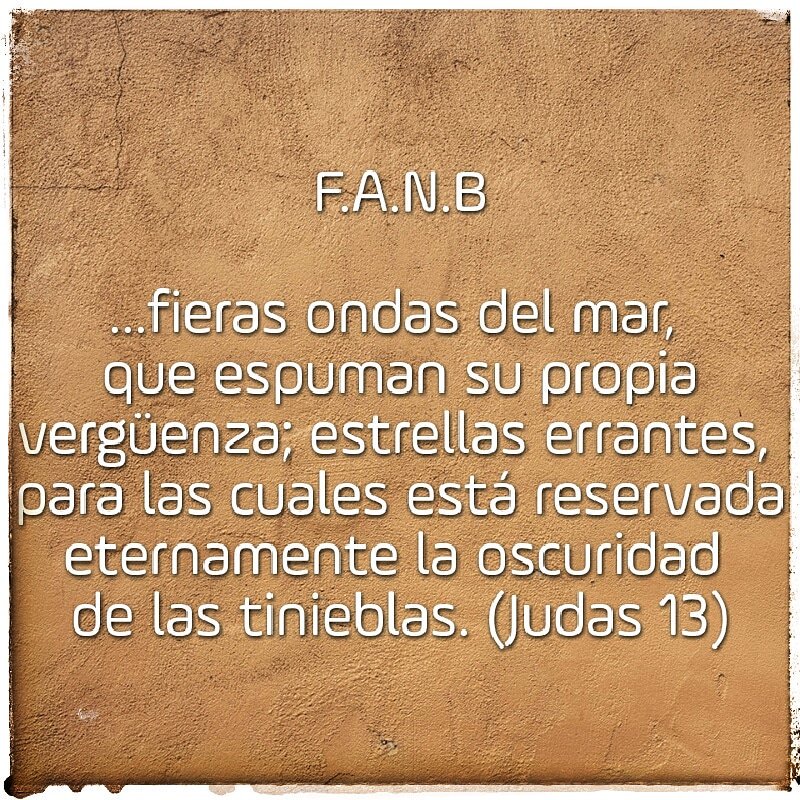 F.A.N.B
...fieras ondas del mar,
que espuman su propia
vergüenza; estrellas errantes,
para las cuales está reservada
eternamente la oscuridad
de las tinieblas. (Judas 13)